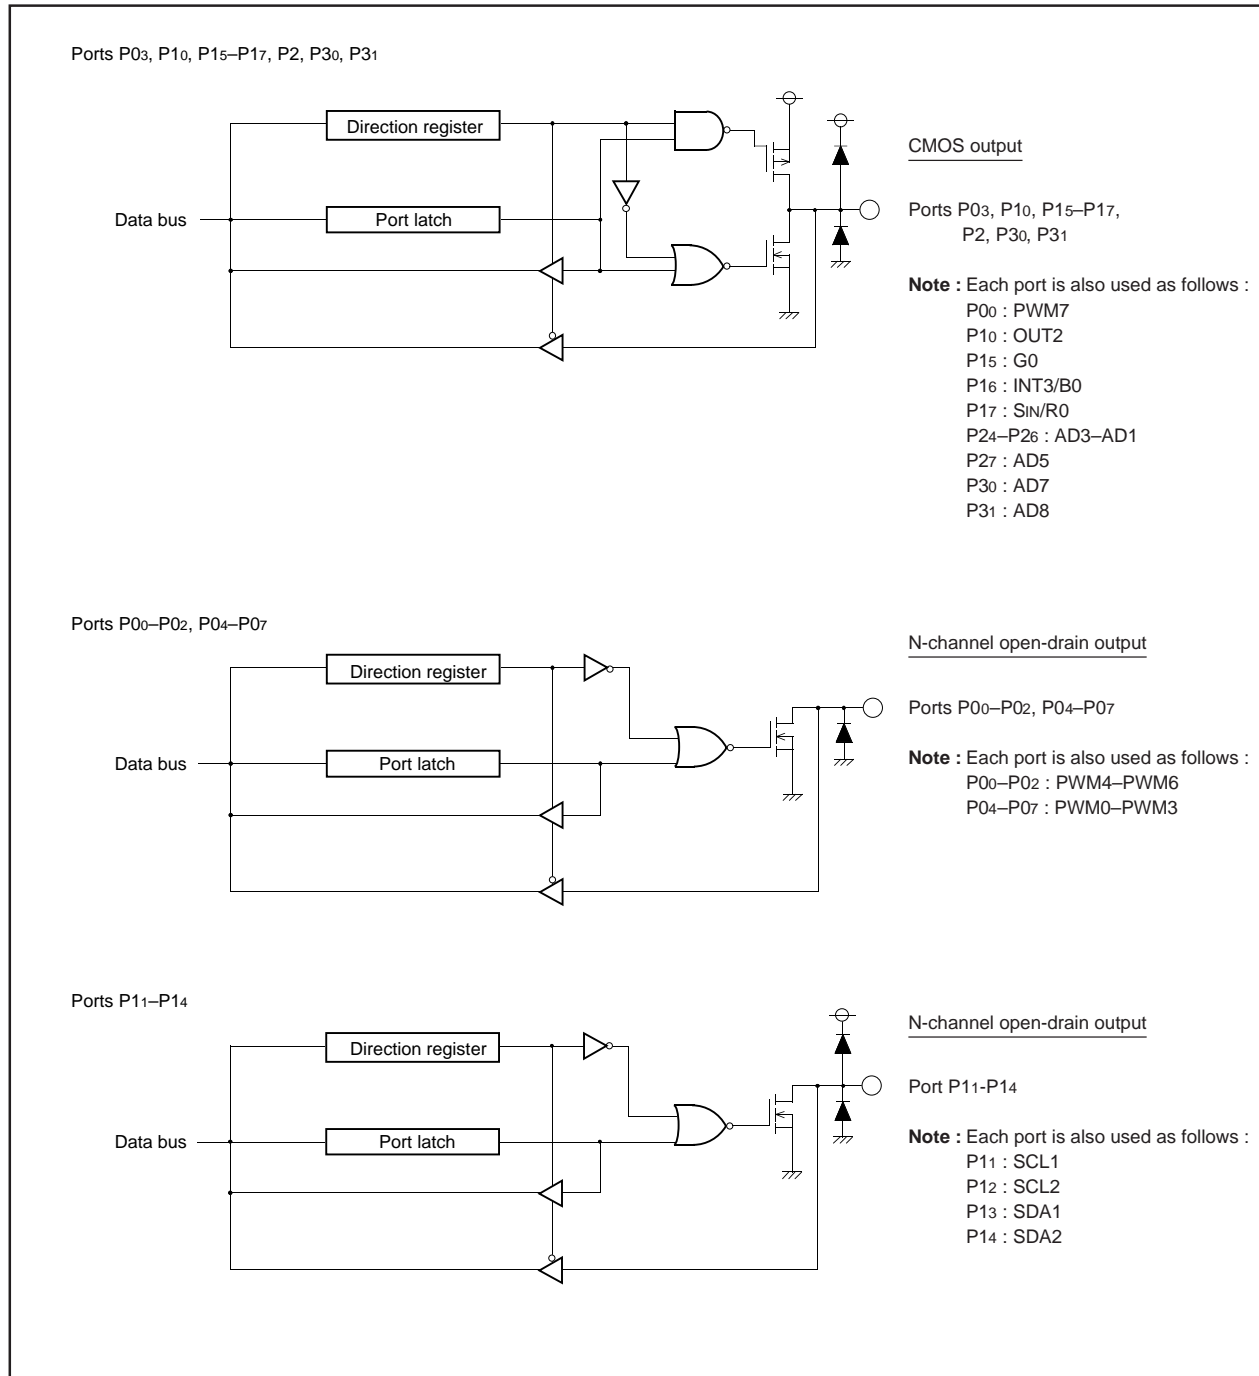 Ports P03, P10, P15–P17, P2, P30, P31
Direction register
Port latch
Data bus
CMOS output
Ports P03, P10, P15–P17,
P2, P30, P31
Note : Each port is also used as follows :
P00 : PWM7
P10 : OUT2
P15 : G0
P16 : INT3/B0
P17 : SIN/R0
P24–P26 : AD3–AD1
P27 : AD5
P30 : AD7
P31 : AD8
Ports P00–P02, P04–P07
Direction register
Port latch
Data bus
N-channel open-drain output
Ports P00–P02, P04–P07
Note : Each port is also used as follows :
P00–P02 : PWM4–PWM6
P04–P07 : PWM0–PWM3
Ports P11–P14
Direction register
Port latch
Data bus
N-channel open-drain output
Port P11-P14
Note : Each port is also used as follows :
P11 : SCL1
P12 : SCL2
P13 : SDA1
P14 : SDA2